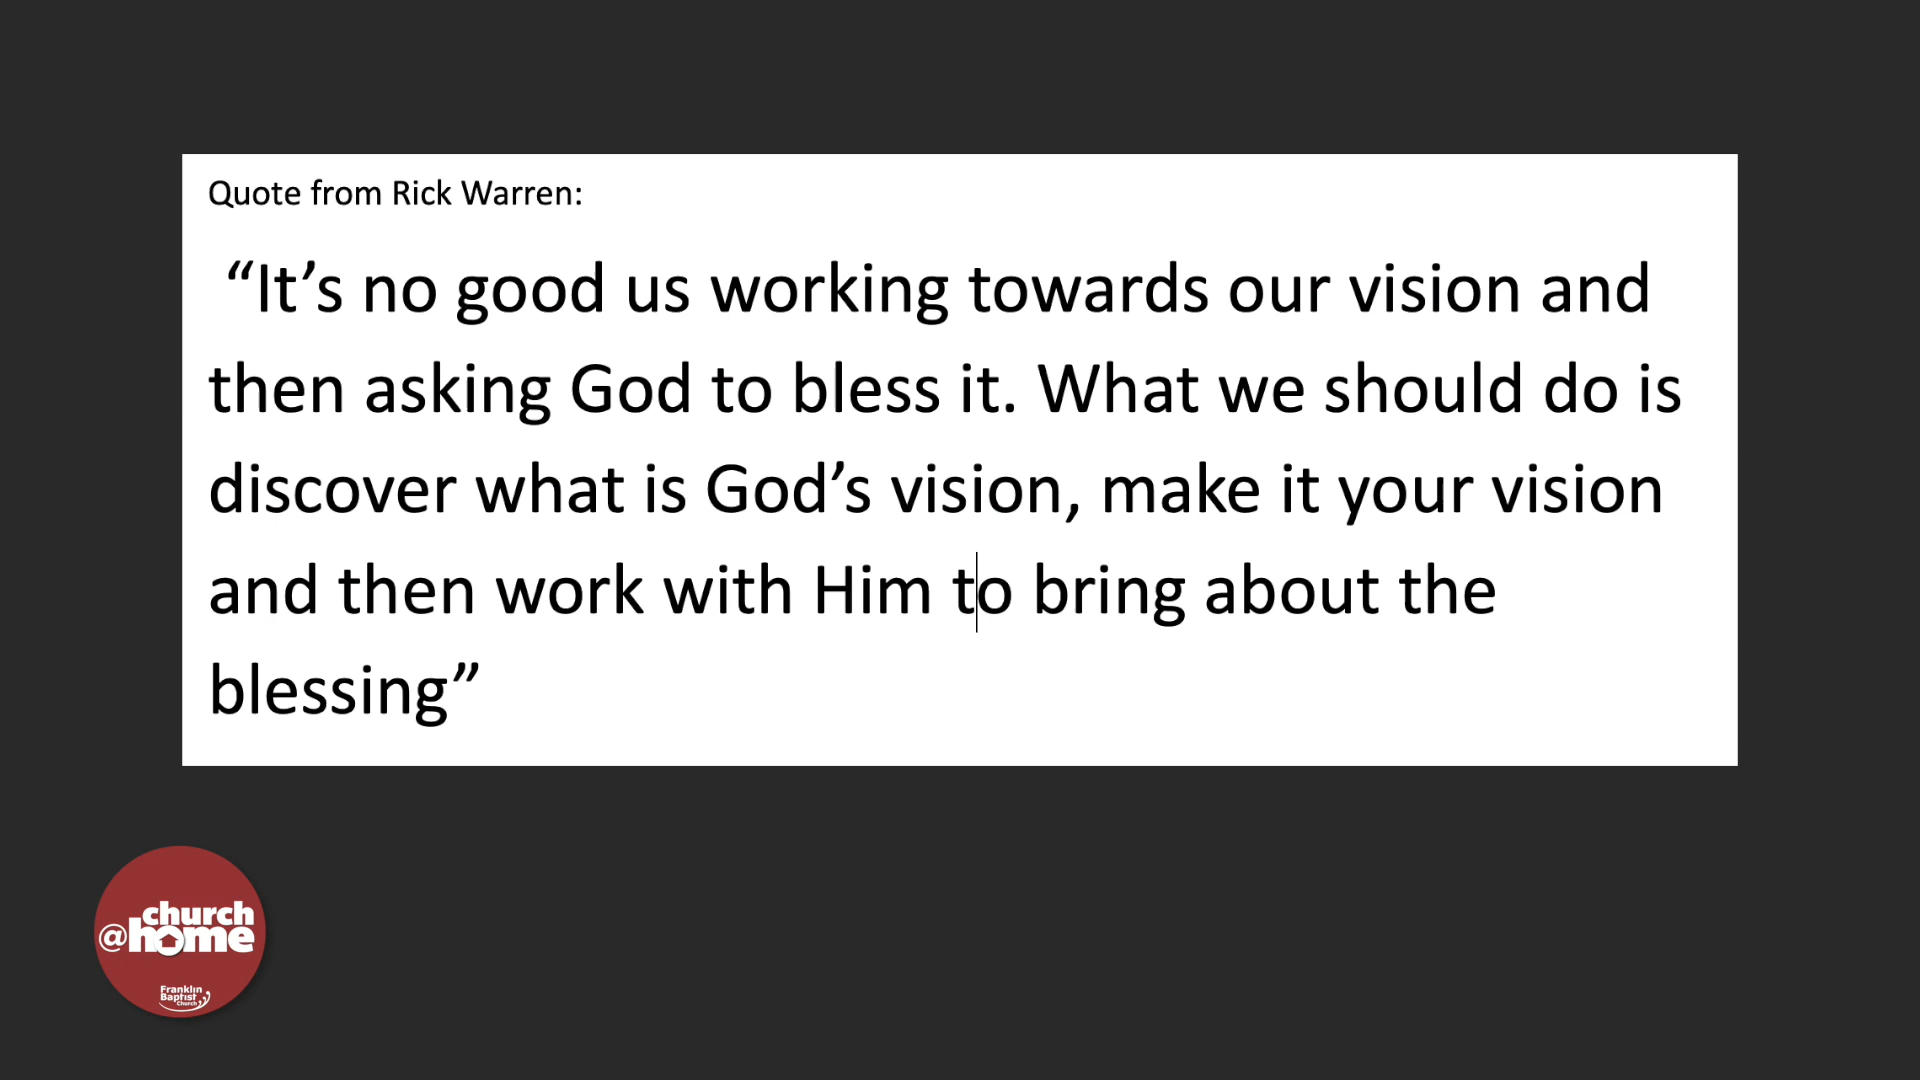 Quote from Rick Warren:
“It’s no good us working towards our vision and
then asking God to bless it. What we should do is
discover what is God’s vision, make it your vision
and then work with Him to bring about the
blessing”
church
@home
Franklin
Baptist
Church